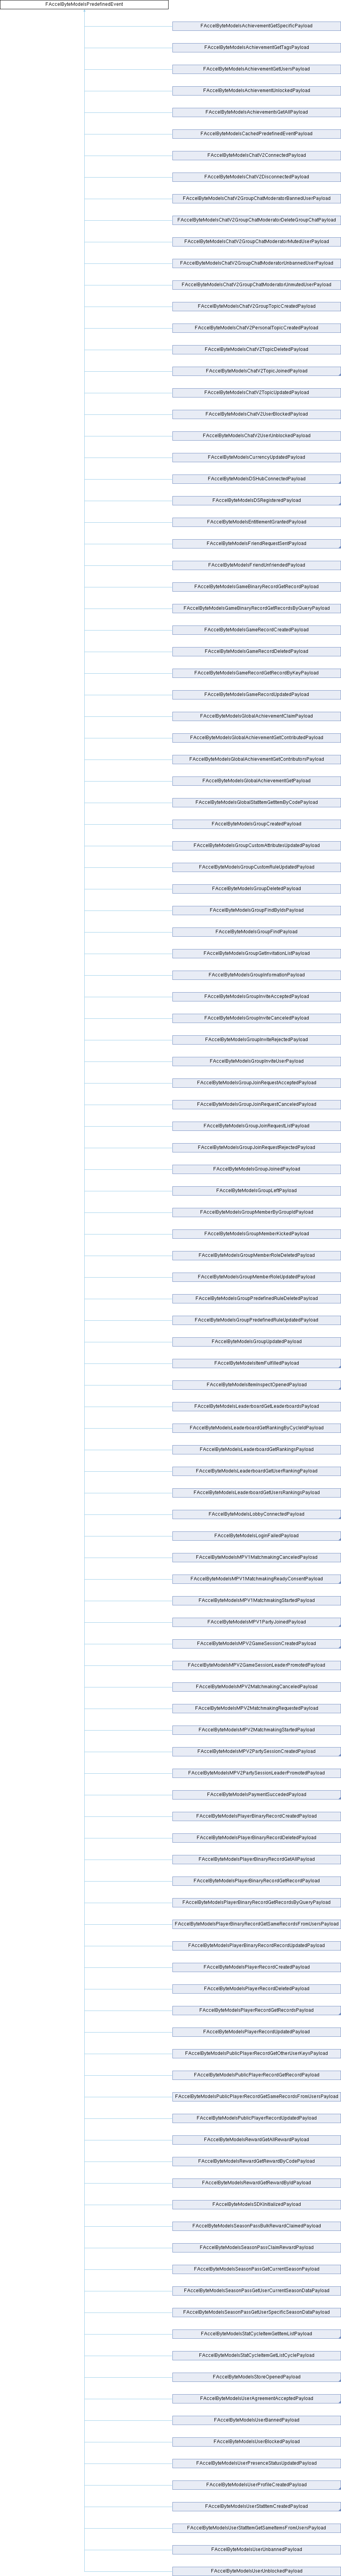 FAccelByteModelsPredefinedEvent
FAccelByteModelsAchievementGetSpecificPayload
FAccelByteModelsAchievementGetTagsPayload
FAccelByteModelsAchievementGetUsersPayload
FAccelByteModelsAchievementUnlockedPayload
FAccelByteModelsAchievementsGetAllPayload
FAccelByteModelsCachedPredefinedEventPayload
FAccelByteModelsChatV2ConnectedPayload
FAccelByteModelsChatV2DisconnectedPayload
FAccelByteModelsChatV2GroupChatModeratorBannedUserPayload
FAccelByteModelsChatV2GroupChatModeratorDeleteGroupChatPayload
FAccelByteModelsChatV2GroupChatModeratorMutedUserPayload
FAccelByteModelsChatV2GroupChatModeratorUnbannedUserPayload
FAccelByteModelsChatV2GroupChatModeratorUnmutedUserPayload
FAccelByteModelsChatV2GroupTopicCreatedPayload
FAccelByteModelsChatV2PersonalTopicCreatedPayload
FAccelByteModelsChatV2TopicDeletedPayload
FAccelByteModelsChatV2TopicJoinedPayload
FAccelByteModelsChatV2TopicUpdatedPayload
FAccelByteModelsChatV2UserBlockedPayload
FAccelByteModelsChatV2UserUnblockedPayload
FAccelByteModelsCurrencyUpdatedPayload
FAccelByteModelsDSHubConnectedPayload
FAccelByteModelsDSRegisteredPayload
FAccelByteModelsEntitlementGrantedPayload
FAccelByteModelsFriendRequestSentPayload
FAccelByteModelsFriendUnfriendedPayload
FAccelByteModelsGameBinaryRecordGetRecordPayload
FAccelByteModelsGameBinaryRecordGetRecordsByQueryPayload
FAccelByteModelsGameRecordCreatedPayload
FAccelByteModelsGameRecordDeletedPayload
FAccelByteModelsGameRecordGetRecordByKeyPayload
FAccelByteModelsGameRecordUpdatedPayload
FAccelByteModelsGlobalAchievementClaimPayload
FAccelByteModelsGlobalAchievementGetContributedPayload
FAccelByteModelsGlobalAchievementGetContributorsPayload
FAccelByteModelsGlobalAchievementGetPayload
FAccelByteModelsGlobalStatItemGetItemByCodePayload
FAccelByteModelsGroupCreatedPayload
FAccelByteModelsGroupCustomAttributesUpdatedPayload
FAccelByteModelsGroupCustomRuleUpdatedPayload
FAccelByteModelsGroupDeletedPayload
FAccelByteModelsGroupFindByIdsPayload
FAccelByteModelsGroupFindPayload
FAccelByteModelsGroupGetInvitationListPayload
FAccelByteModelsGroupInformationPayload
FAccelByteModelsGroupInviteAcceptedPayload
FAccelByteModelsGroupInviteCanceledPayload
FAccelByteModelsGroupInviteRejectedPayload
FAccelByteModelsGroupInviteUserPayload
FAccelByteModelsGroupJoinRequestAcceptedPayload
FAccelByteModelsGroupJoinRequestCanceledPayload
FAccelByteModelsGroupJoinRequestListPayload
FAccelByteModelsGroupJoinRequestRejectedPayload
FAccelByteModelsGroupJoinedPayload
FAccelByteModelsGroupLeftPayload
FAccelByteModelsGroupMemberByGroupIdPayload
FAccelByteModelsGroupMemberKickedPayload
FAccelByteModelsGroupMemberRoleDeletedPayload
FAccelByteModelsGroupMemberRoleUpdatedPayload
FAccelByteModelsGroupPredefinedRuleDeletedPayload
FAccelByteModelsGroupPredefinedRuleUpdatedPayload
FAccelByteModelsGroupUpdatedPayload
FAccelByteModelsItemFulfilledPayload
FAccelByteModelsItemInspectOpenedPayload
FAccelByteModelsLeaderboardGetLeaderboardsPayload
FAccelByteModelsLeaderboardGetRankingByCycleIdPayload
FAccelByteModelsLeaderboardGetRankingsPayload
FAccelByteModelsLeaderboardGetUserRankingPayload
FAccelByteModelsLeaderboardGetUsersRankingsPayload
FAccelByteModelsLobbyConnectedPayload
FAccelByteModelsLoginFailedPayload
FAccelByteModelsMPV1MatchmakingCanceledPayload
FAccelByteModelsMPV1MatchmakingReadyConsentPayload
FAccelByteModelsMPV1MatchmakingStartedPayload
FAccelByteModelsMPV1PartyJoinedPayload
FAccelByteModelsMPV2GameSessionCreatedPayload
FAccelByteModelsMPV2GameSessionLeaderPromotedPayload
FAccelByteModelsMPV2MatchmakingCanceledPayload
FAccelByteModelsMPV2MatchmakingRequestedPayload
FAccelByteModelsMPV2MatchmakingStartedPayload
FAccelByteModelsMPV2PartySessionCreatedPayload
FAccelByteModelsMPV2PartySessionLeaderPromotedPayload
FAccelByteModelsPaymentSuccededPayload
FAccelByteModelsPlayerBinaryRecordCreatedPayload
FAccelByteModelsPlayerBinaryRecordDeletedPayload
FAccelByteModelsPlayerBinaryRecordGetAllPayload
FAccelByteModelsPlayerBinaryRecordGetRecordPayload
FAccelByteModelsPlayerBinaryRecordGetRecordsByQueryPayload
FAccelByteModelsPlayerBinaryRecordGetSameRecordsFromUsersPayload
FAccelByteModelsPlayerBinaryRecordRecordUpdatedPayload
FAccelByteModelsPlayerRecordCreatedPayload
FAccelByteModelsPlayerRecordDeletedPayload
FAccelByteModelsPlayerRecordGetRecordsPayload
FAccelByteModelsPlayerRecordUpdatedPayload
FAccelByteModelsPublicPlayerRecordGetOtherUserKeysPayload
FAccelByteModelsPublicPlayerRecordGetRecordPayload
FAccelByteModelsPublicPlayerRecordGetSameRecordsFromUsersPayload
FAccelByteModelsPublicPlayerRecordUpdatedPayload
FAccelByteModelsRewardGetAllRewardPayload
FAccelByteModelsRewardGetRewardByCodePayload
FAccelByteModelsRewardGetRewardByIdPayload
FAccelByteModelsSDKInitializedPayload
FAccelByteModelsSeasonPassBulkRewardClaimedPayload
FAccelByteModelsSeasonPassClaimRewardPayload
FAccelByteModelsSeasonPassGetCurrentSeasonPayload
FAccelByteModelsSeasonPassGetUserCurrentSeasonDataPayload
FAccelByteModelsSeasonPassGetUserSpecificSeasonDataPayload
FAccelByteModelsStatCycleItemGetItemListPayload
FAccelByteModelsStatCycleItemGetListCyclePayload
FAccelByteModelsStoreOpenedPayload
FAccelByteModelsUserAgreementAcceptedPayload
FAccelByteModelsUserBannedPayload
FAccelByteModelsUserBlockedPayload
FAccelByteModelsUserPresenceStatusUpdatedPayload
FAccelByteModelsUserProfileCreatedPayload
FAccelByteModelsUserStatItemCreatedPayload
FAccelByteModelsUserStatItemGetSameItemsFromUsersPayload
FAccelByteModelsUserUnbannedPayload
FAccelByteModelsUserUnblockedPayload